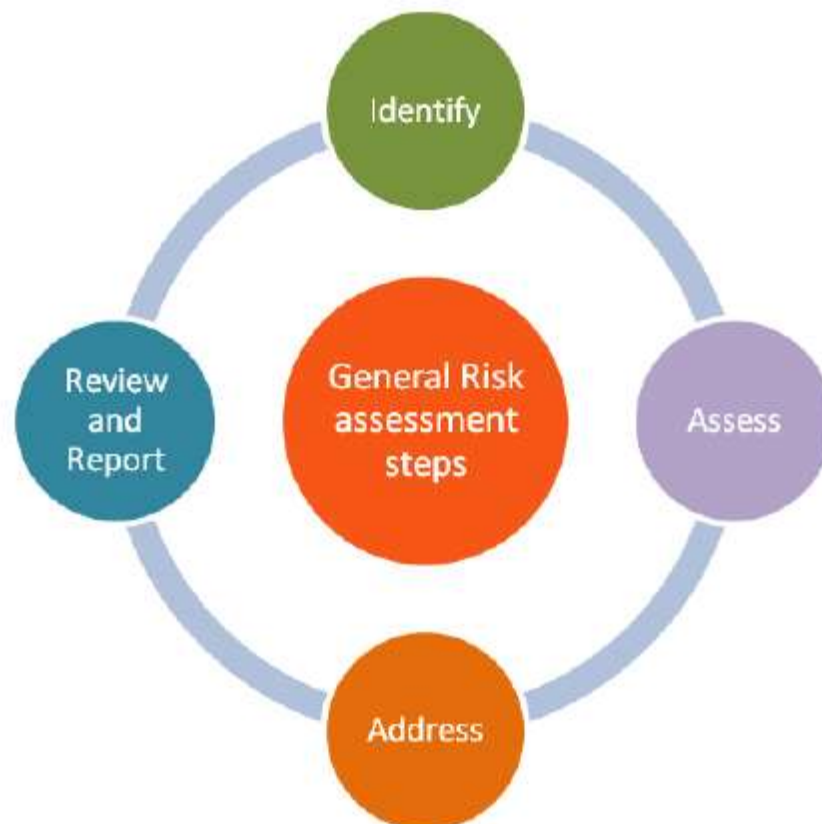 Identify
Review
and
Report
General Risk
assessment
steps
Assess
Address